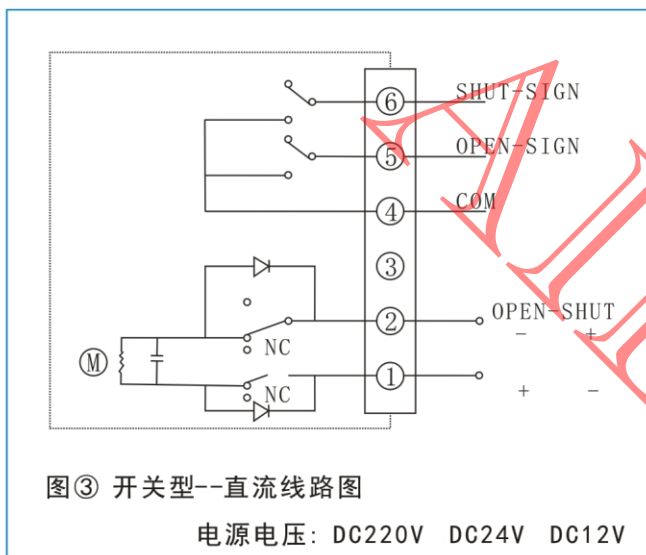 ⑥ SHUT-SIGN
⑤ OPEN-SIGN
④ COM
③
② OPEN-SHUT
- +
NC
M
① 
+ -
NC
图③ 开关型--直流线路图
电源电压: DC220V DC24V DC12V